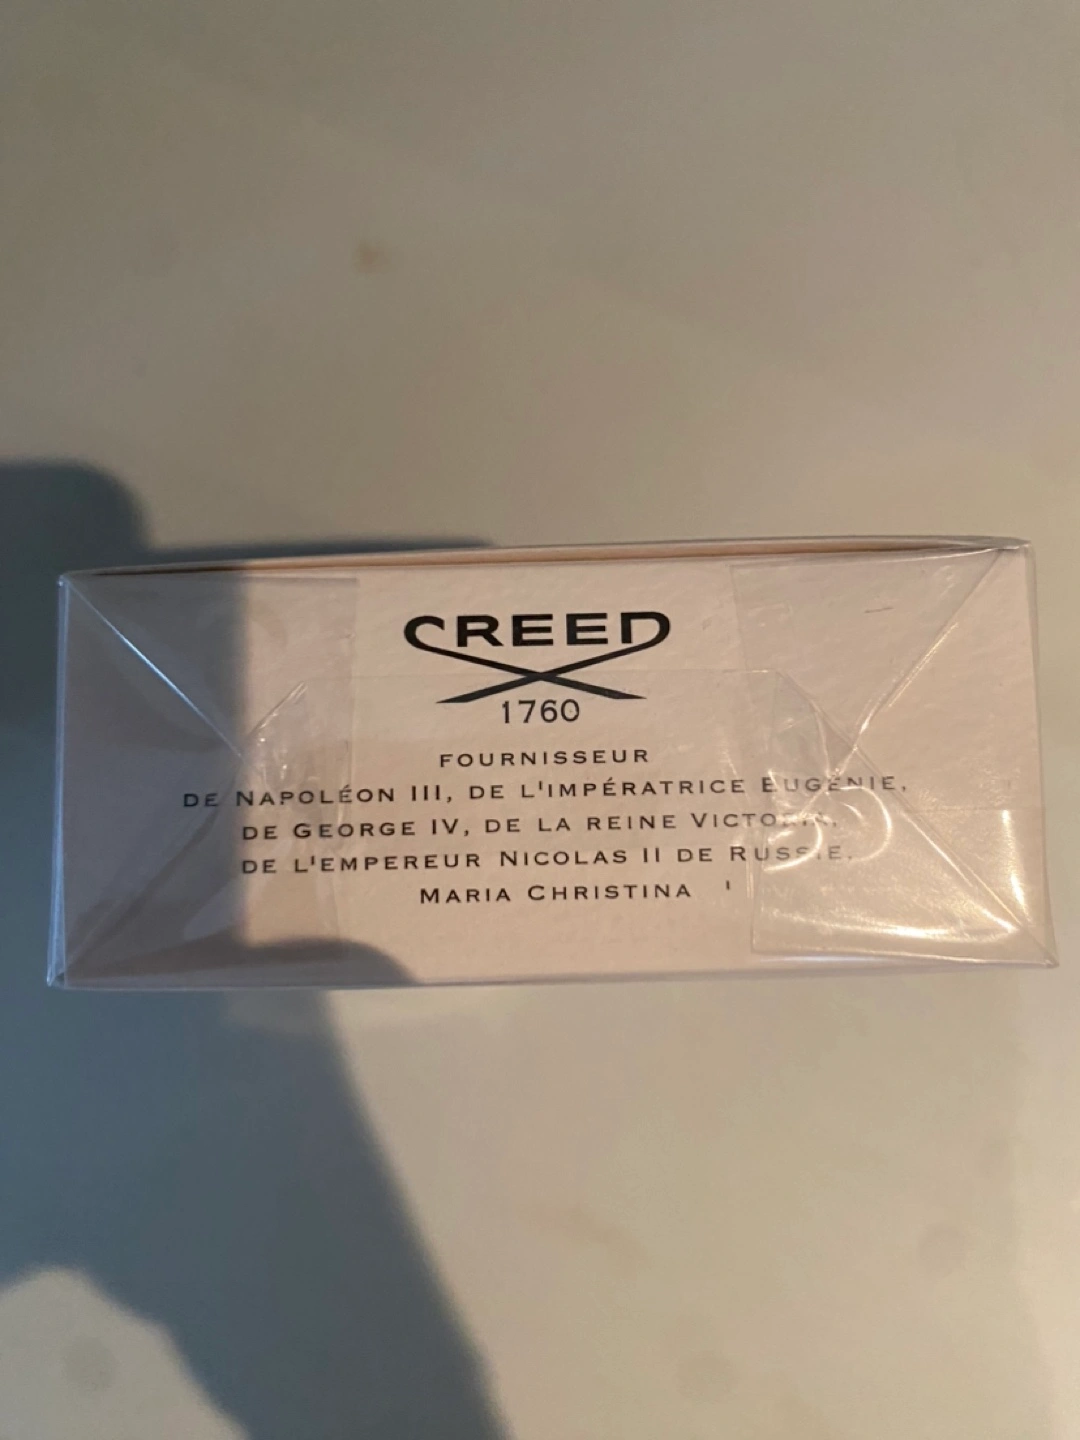 CREED
1760
FOURNISSEUR
DE NAPOLÉON III, DE L'IMPÉRATRICE EUGÉNIE,
DE GEORGE IV, DE LA REINE VICTORIA,
DE L'EMPEREUR NICOLAS II DE RUSSIE,
MARIA CHRISTINA